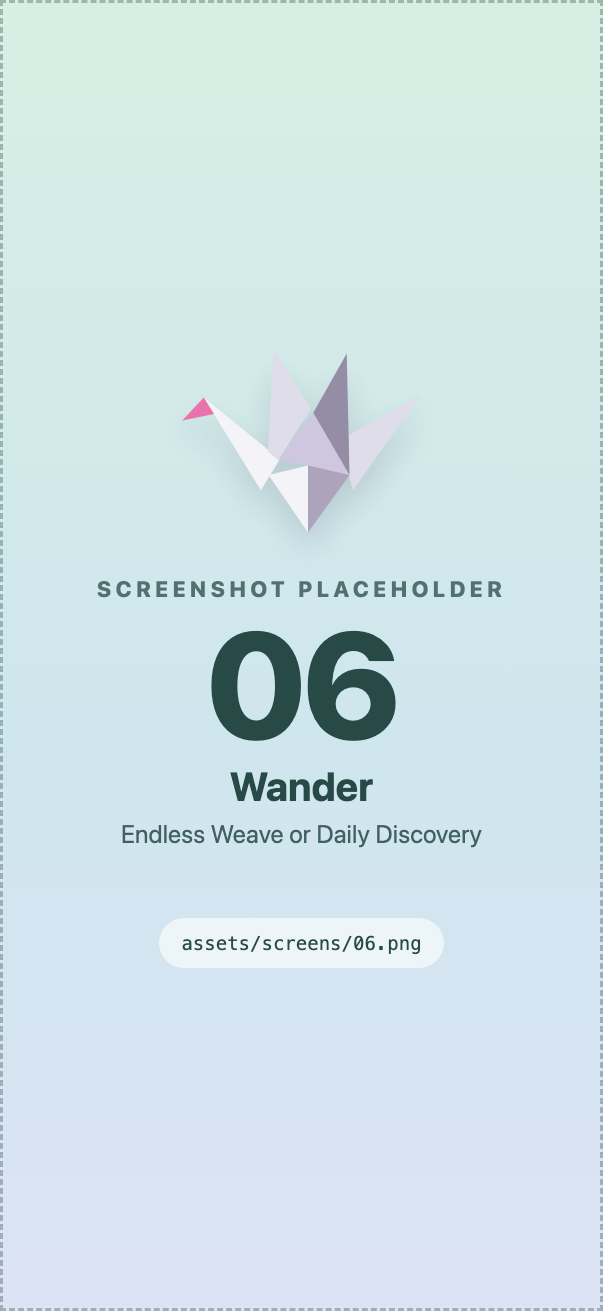 SCREENSHOT PLACEHOLDER
06
Wander
Endless Weave or Daily Discovery
assets/screens/06.png